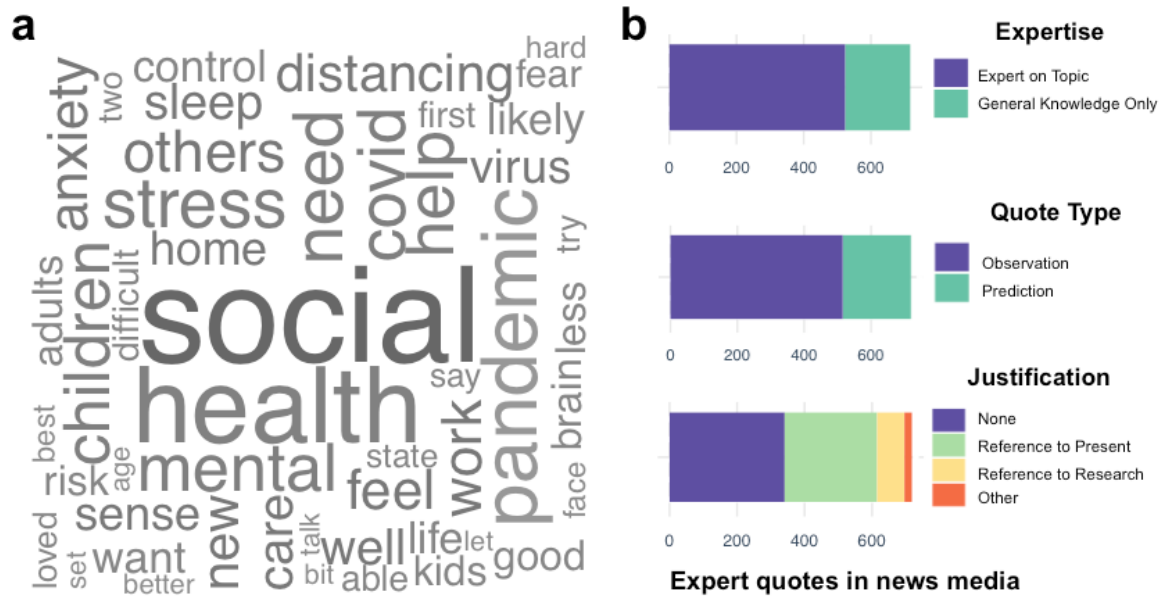 a
hard
control
distancing
fear
anxiety
two
sleep
first
likely
others
need
covid
help
virus
stress
pandemic
try
home
adults
children
difficult
social
less
health
say
brain
best
work
mental
state
risk
age
feel
face
sense
new
care
loved
set
want
talk
well
life
let
good
better
bit
able
kids
b
Expertise
Expert on Topic
General Knowledge Only
0 200 400 600
Quote Type
Observation
Prediction
0 200 400 600
Justification
None
Reference to Present
Reference to Research
Other
0 200 400 600
Expert quotes in news media